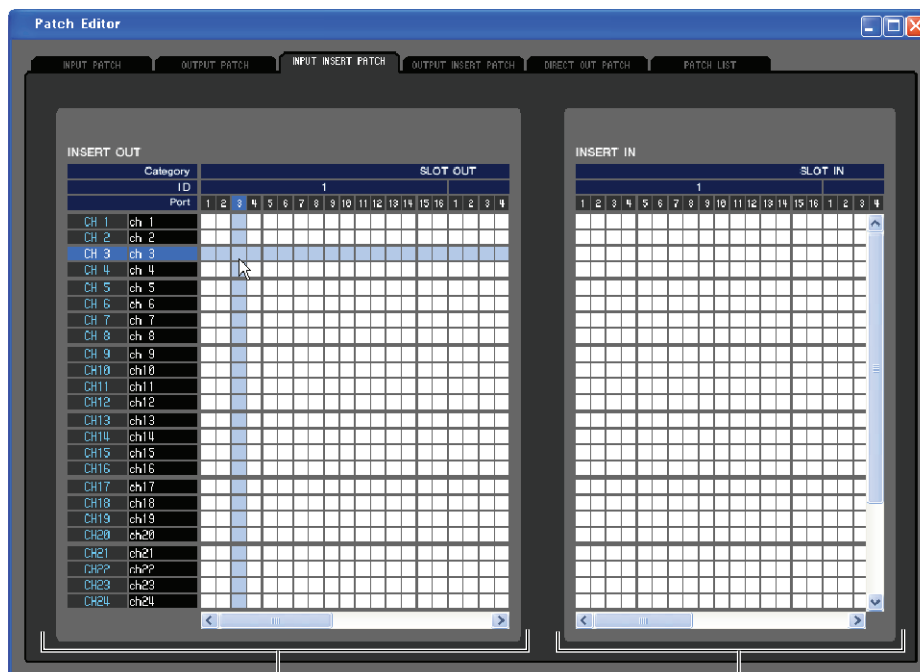 Patch Editor
INPUT PATCH OUTPUT PATCH INPUT INSERT PATCH OUTPUT INSERT PATCH DIRECT OUT PATCH PATCH LIST
INSERT OUT
Category SLOT OUT
ID 1
Port 1 2 3 4 5 6 7 8 9 10 11 12 13 14 15 16 1 2 3 4
CH 1 ch 1
CH 2 ch 2
CH 3 ch 3
CH 4 ch 4
CH 5 ch 5
CH 6 ch 6
CH 7 ch 7
CH 8 ch 8
CH 9 ch 9
CH10 ch10
CH11 ch11
CH12 ch12
CH13 ch13
CH14 ch14
CH15 ch15
CH16 ch16
CH17 ch17
CH18 ch18
CH19 ch19
CH20 ch20
CH21 ch21
CH22 ch22
CH23 ch23
CH24 ch24
INSERT IN
SLOT IN
1
1 2 3 4 5 6 7 8 9 10 11 12 13 14 15 16 1 2 3 4